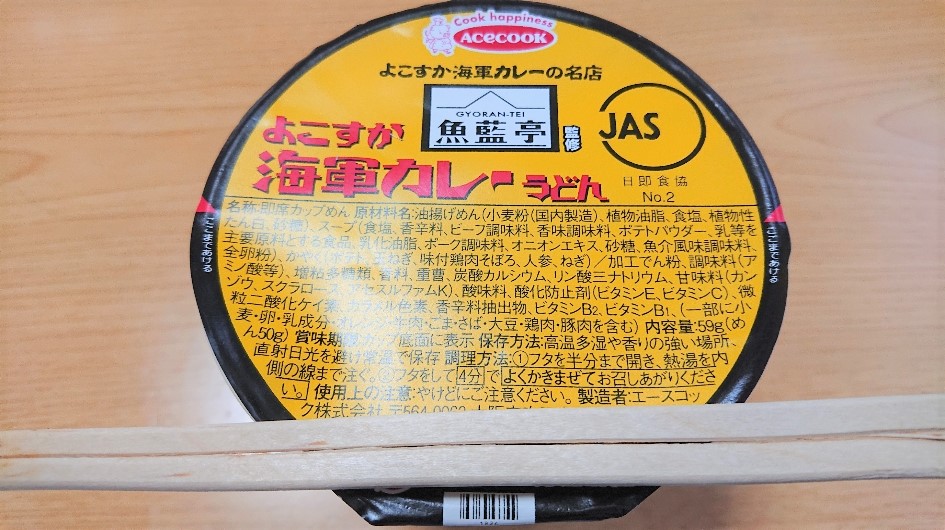 Cook happiness
Acecook
よこすか海軍カレーの名店
GYORAN-TEI
魚藍亭
監修
JAS
日即食協
No.2
よこすか
海軍カレーうどん
ここまであける
ここまであける
名称:即席カップめん 原材料名:油揚げめん(小麦粉(国内製造)、植物油脂、食塩、植物性
たん白、砂糖)、スープ(食塩、香辛料、ビーフ調味料、香味調味料、ポテトパウダー、乳等を
主要原料とする食品、乳化油脂、ポーク調味料、オニオンエキス、砂糖、魚介風味調味料、
全卵粉)、かやく(ポテト、玉ねぎ、味付鶏肉そぼろ、人参、ねぎ)/加工でん粉、調味料(ア
ミノ酸等)、増粘多糖類、香料、重曹、炭酸カルシウム、リン酸三ナトリウム、甘味料(カン
ゾウ、スクラロース、アセスルファムK)、酸味料、酸化防止剤(ビタミンE、ビタミンC)、微
粒二酸化ケイ素、カラメル色素、香辛料抽出物、ビタミンB2、ビタミンB1、(一部に小
麦・卵・乳成分・オレンジ・牛肉・ごま・さば・大豆・鶏肉・豚肉を含む) 内容量:59g(め
ん50g) 賞味期限:カップ底面に表示 保存方法:高温多湿や香りの強い場所、
直射日光を避け常温で保存 調理方法:①フタを半分まで開き、熱湯を内
側の線まで注ぐ。②フタをして4分でよくかきまぜてお召しあがりくださ
い。 使用上の注意:やけどにご注意ください。 製造者:エースコッ
ク株式会社 〒564-006